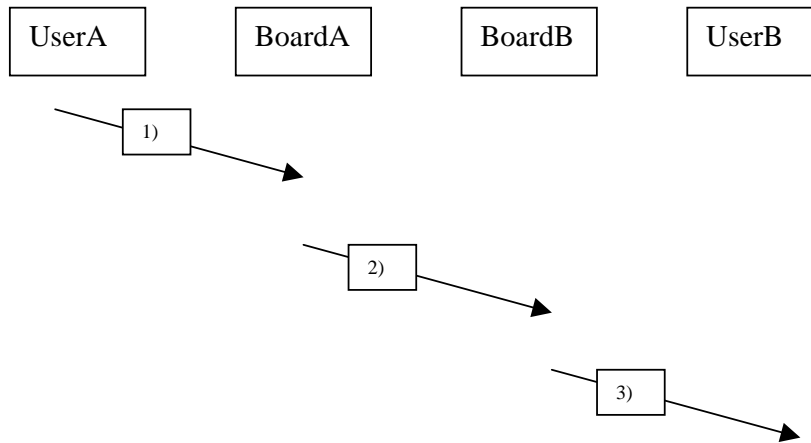 UserA
BoardA
BoardB
UserB
1)
2)
3)